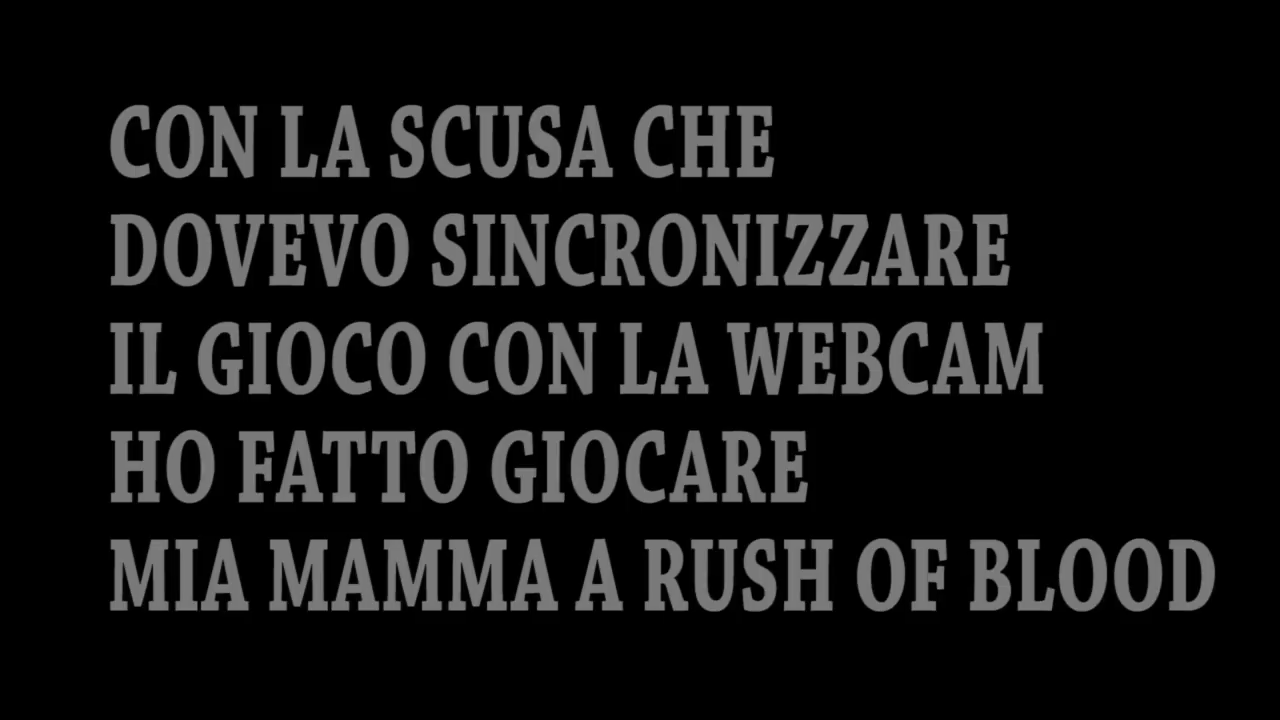 CON LA SCUSA CHE
DOVEVO SINCRONIZZARE
IL GIOCO CON LA WEBCAM
HO FATTO GIOCARE
MIA MAMMA A RUSH OF BLOOD